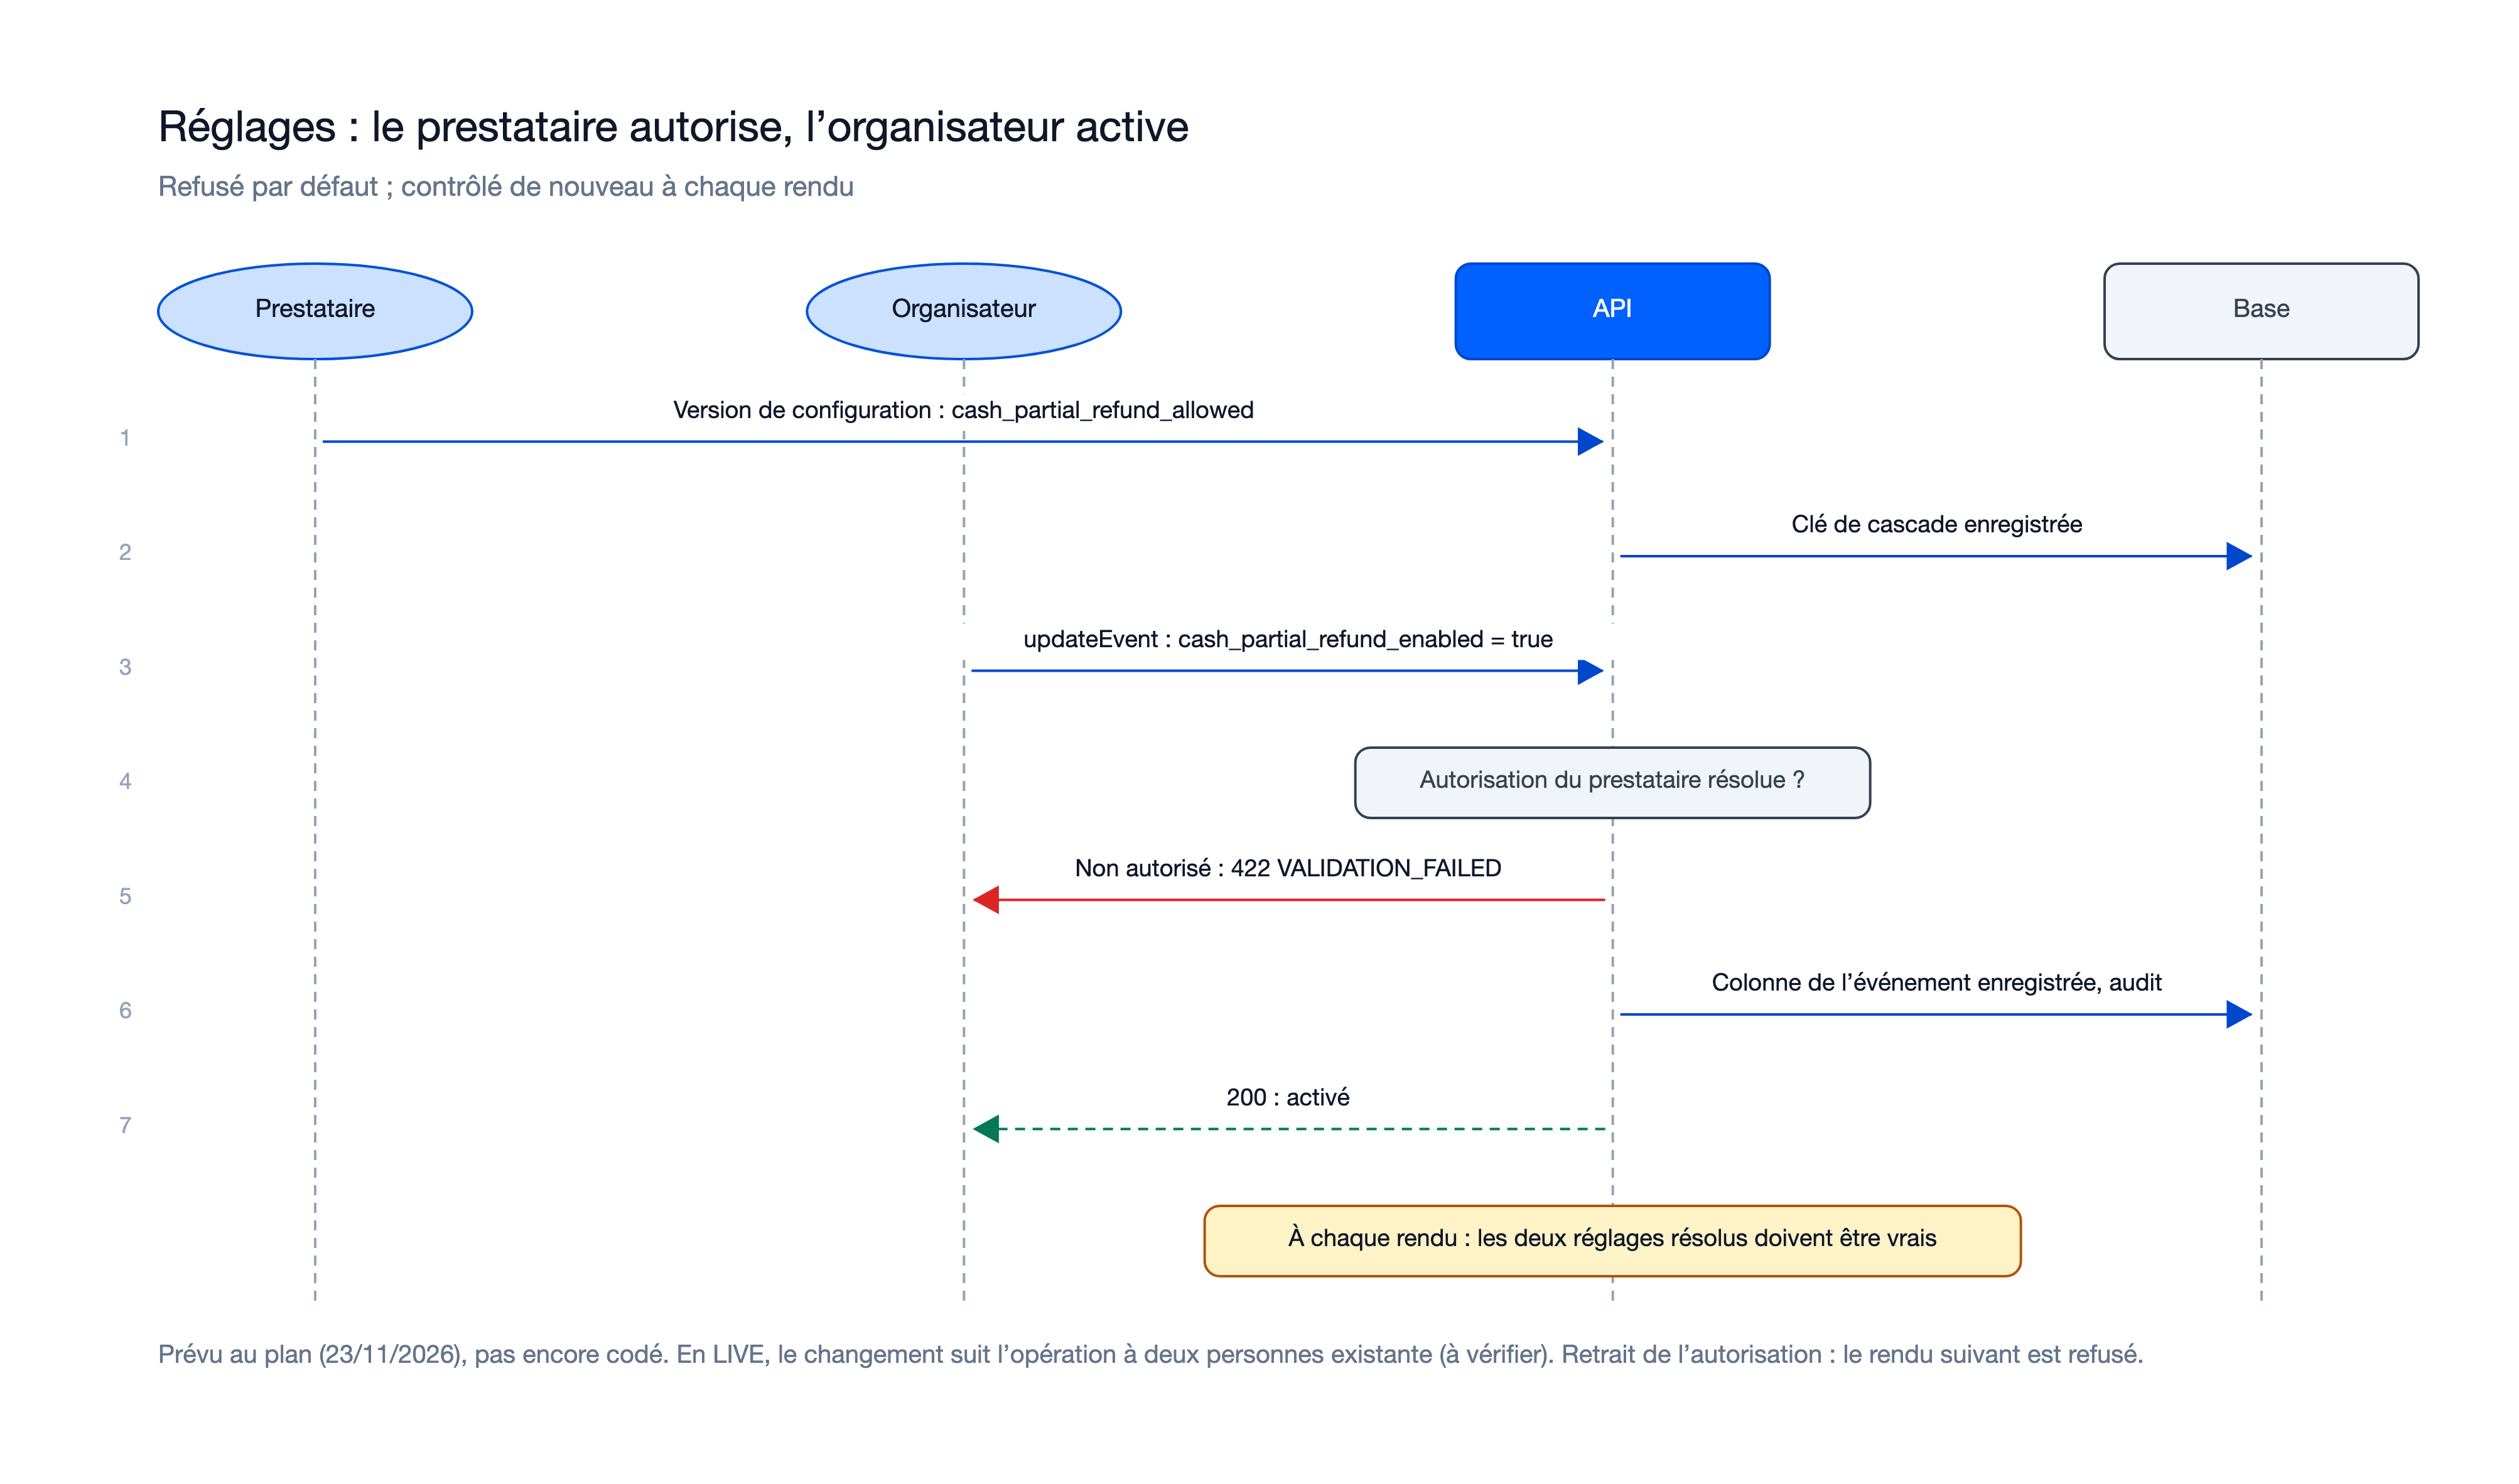 Réglages : le prestataire autorise, l’organisateur active
Refusé par défaut ; contrôlé de nouveau à chaque rendu
Prestataire
Organisateur
API
Base
Version de configuration : cash_partial_refund_allowed
1
Clé de cascade enregistrée
2
updateEvent : cash_partial_refund_enabled = true
3
Autorisation du prestataire résolue ?
4
Non autorisé : 422 VALIDATION_FAILED
5
Colonne de l’événement enregistrée, audit
6
200 : activé
7
À chaque rendu : les deux réglages résolus doivent être vrais
Prévu au plan (23/11/2026), pas encore codé. En LIVE, le changement suit l’opération à deux personnes existante (à vérifier). Retrait de l’autorisation : le rendu suivant est refusé.